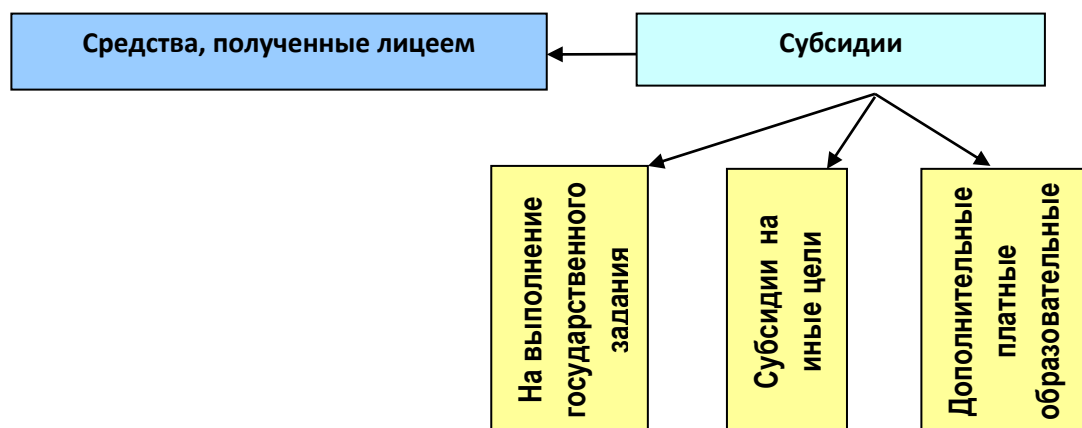 Средства, полученные лицеем
Субсидии
На выполнение
государственного
задания
Субсидии на
иные цели
Дополнительные
платные
образовательные